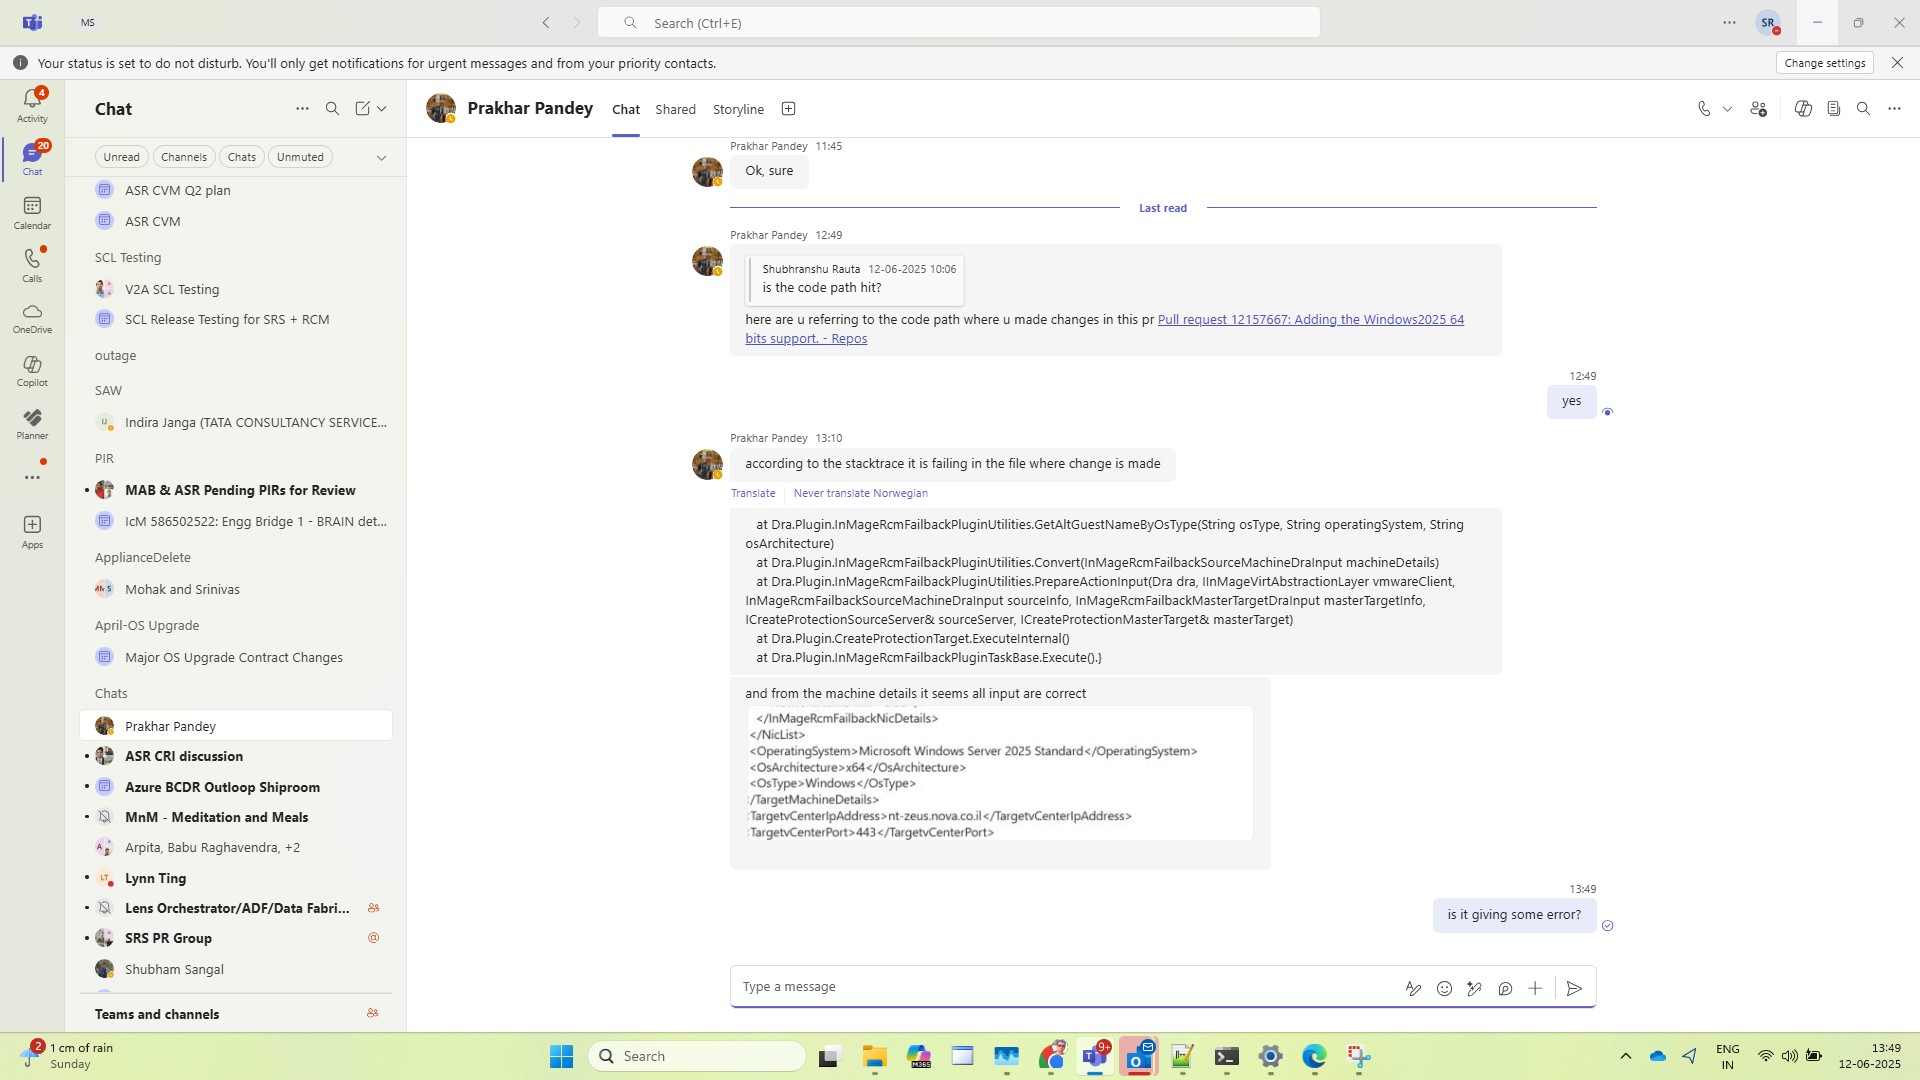 MS
Search (Ctrl+E)
SR
Your status is set to do not disturb. You'll only get notifications for urgent messages and from your priority contacts.
Change settings
4
Activity
20
Chat
Calendar
Calls
OneDrive
Copilot
Planner
Apps
Chat
Unread
Channels
Chats
Unmuted
ASR CVM Q2 plan
ASR CVM
SCL Testing
V2A SCL Testing
SCL Release Testing for SRS + RCM
outage
SAW
U
Indira Janga (TATA CONSULTANCY SERVICE...
PIR
MAB & ASR Pending PIRs for Review
IcM 586502522: Engg Bridge 1 - BRAIN det...
ApplianceDelete
Mohak and Srinivas
April-OS Upgrade
Major OS Upgrade Contract Changes
Chats
Prakhar Pandey
ASR CRI discussion
Azure BCDR Outloop Shiproom
MnM - Meditation and Meals
Arpita, Babu Raghavendra, +2
LT
Lynn Ting
Lens Orchestrator/ADF/Data Fabri...
SRS PR Group
@
Shubham Sangal
Teams and channels
Prakhar Pandey
Chat
Shared
Storyline
Prakhar Pandey 11:45
Ok, sure
Last read
Prakhar Pandey 12:49
Shubhranshu Rauta 12-06-2025 10:06
is the code path hit?
here are u referring to the code path where u made changes in this pr Pull request 12157667: Adding the Windows2025 64
bits support. - Repos
12:49
yes
Prakhar Pandey 13:10
according to the stacktrace it is failing in the file where change is made
Translate
Never translate Norwegian
at Dra.Plugin.InMageRcmFailbackPluginUtilities.GetAltGuestNameByOsType(String osType, String operatingSystem, String
osArchitecture)
at Dra.Plugin.InMageRcmFailbackPluginUtilities.Convert(InMageRcmFailbackSourceMachineDraInput machineDetails)
at Dra.Plugin.InMageRcmFailbackPluginUtilities.PrepareActionInput(Dra dra, IInMageVirtAbstractionLayer vmwareClient,
InMageRcmFailbackSourceMachineDraInput sourceInfo, InMageRcmFailbackMasterTargetDraInput masterTargetInfo,
ICreateProtectionSourceServer& sourceServer, ICreateProtectionMasterTarget& masterTarget)
at Dra.Plugin.CreateProtectionTarget.ExecuteInternal()
at Dra.Plugin.InMageRcmFailbackPluginTaskBase.Execute().}
and from the machine details it seems all input are correct
</InMageRcmFailbackNicDetails>
</NicList>
<OperatingSystem>Microsoft Windows Server 2025 Standard</OperatingSystem>
<OsArchitecture>x64</OsArchitecture>
<OsType>Windows</OsType>
/TargetMachineDetails>
TargetvCenterIpAddress>nt-zeus.nova.co.il</TargetvCenterIpAddress>
TargetvCenterPort>443</TargetvCenterPort>
13:49
is it giving some error?
Type a message
2
1 cm of rain
Sunday
Search
M365
9+
ENG
IN
13:49
12-06-2025